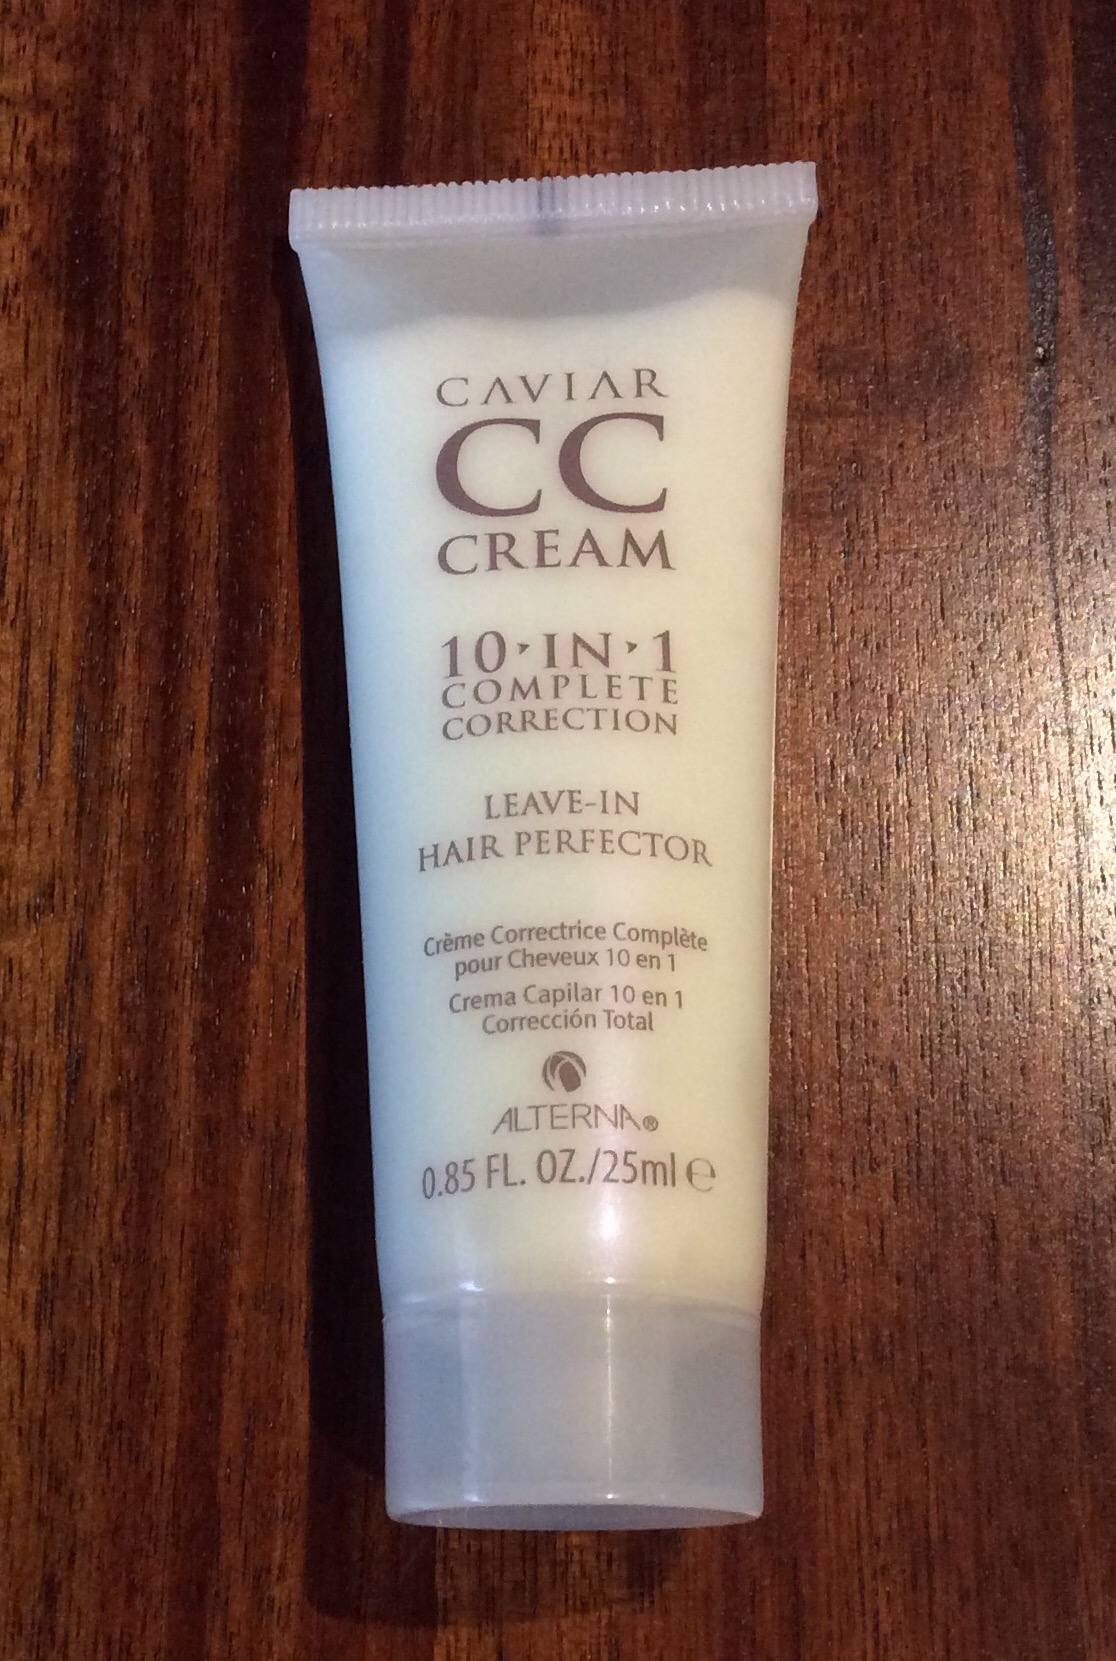 CAVIAR
CC
CREAM
10·IN·1
COMPLETE
CORRECTION
LEAVE-IN
HAIR PERFECTOR
Crème Correctrice Complète
pour Cheveux 10 en 1
Crema Capilar 10 en 1
Corrección Total
ALTERNA®
0.85 FL. OZ./25ml ℮